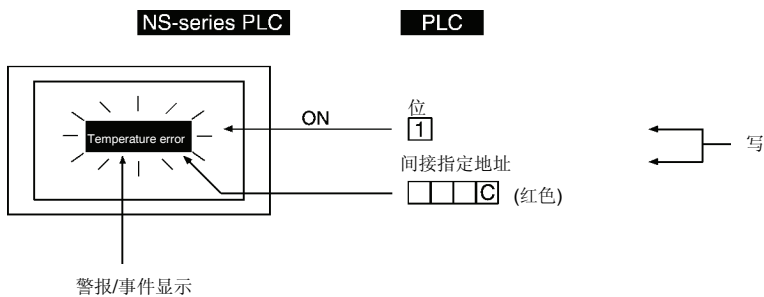 NS-series PLC
PLC
Temperature error
ON
位
1
写
间接指定地址
C (红色)
警报/事件显示